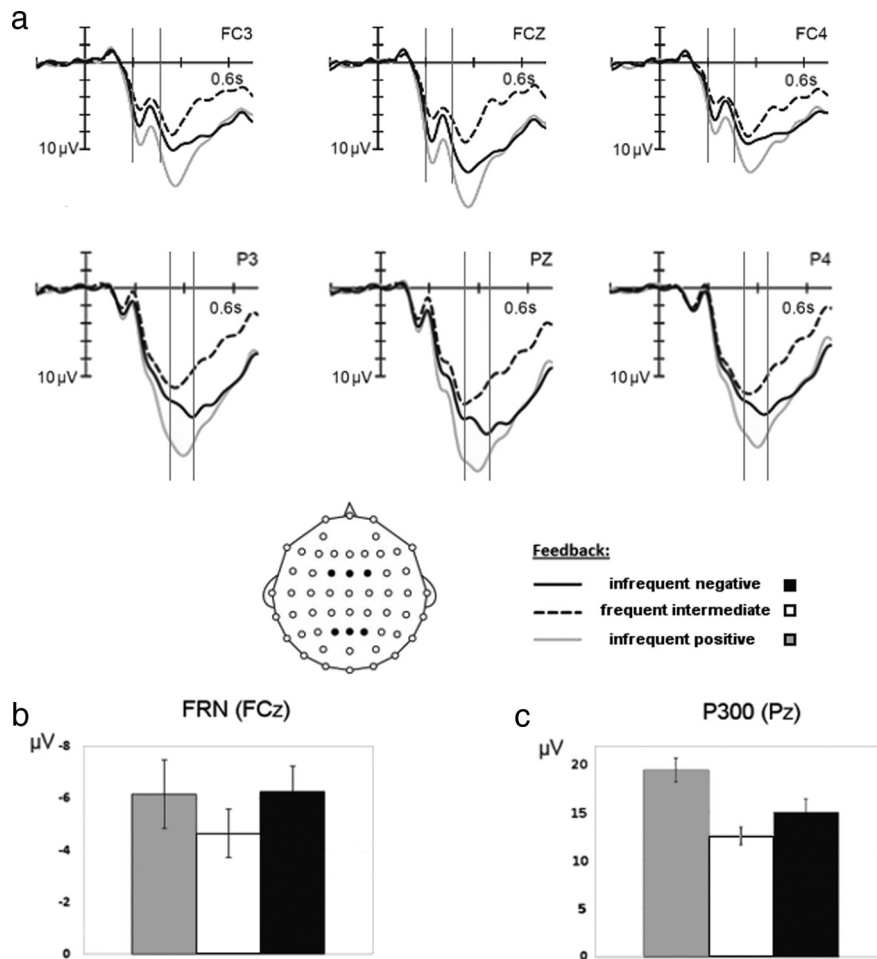 a
FC3 FCZ FC4
0.6s 0.6s 0.6s
10 µV 10 µV 10 µV
P3 PZ P4
0.6s 0.6s 0.6s
10 µV 10 µV 10 µV
Feedback:
infrequent negative
frequent intermediate
infrequent positive
b
FRN (FCz)
µV
-8
-6
-4
-2
0
c
P300 (Pz)
µV
20
15
10
5
0